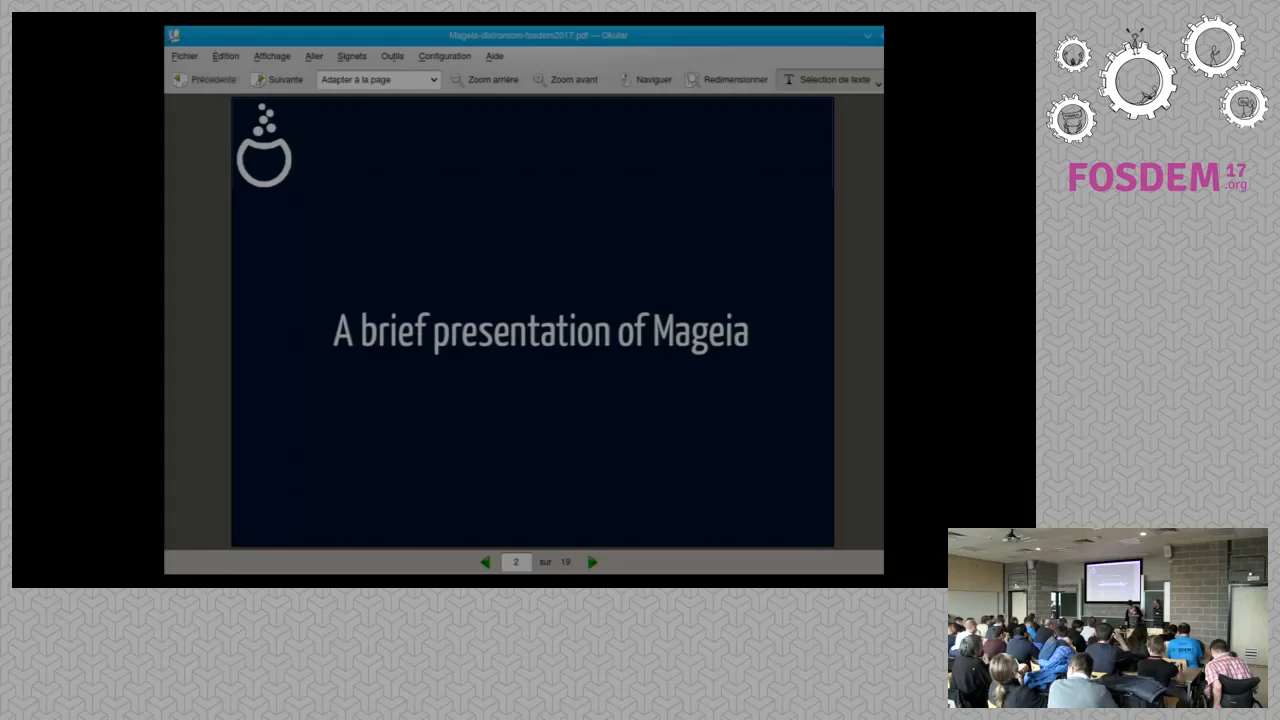 Mageia-distroroom-fosdem2017.pdf — Okular
Fichier Édition Affichage Aller Signets Outils Configuration Aide
Précédente Suivante Adapter à la page Zoom arrière Zoom avant Naviguer Redimensionner Sélection de texte
A brief presentation of Mageia
2 sur 19
FOSDEM 17
.org